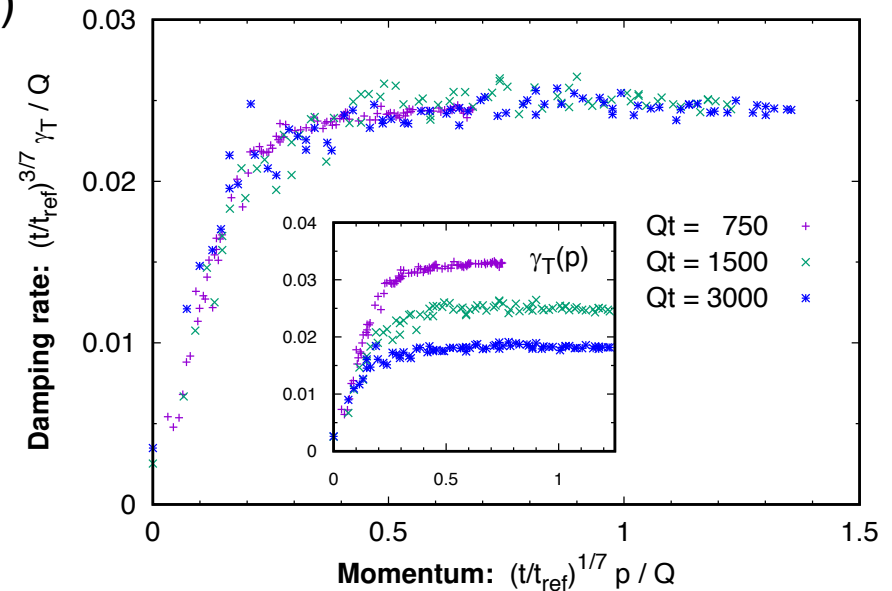 )
Damping rate: (t/t_ref)^3/7 γ_T / Q
0.03
0.02
0.01
0
0 0.5 1 1.5
Momentum: (t/t_ref)^1/7 p / Q
Qt = 750
Qt = 1500
Qt = 3000
γ_T(p)
0.04
0.03
0.02
0.01
0
0 0.5 1